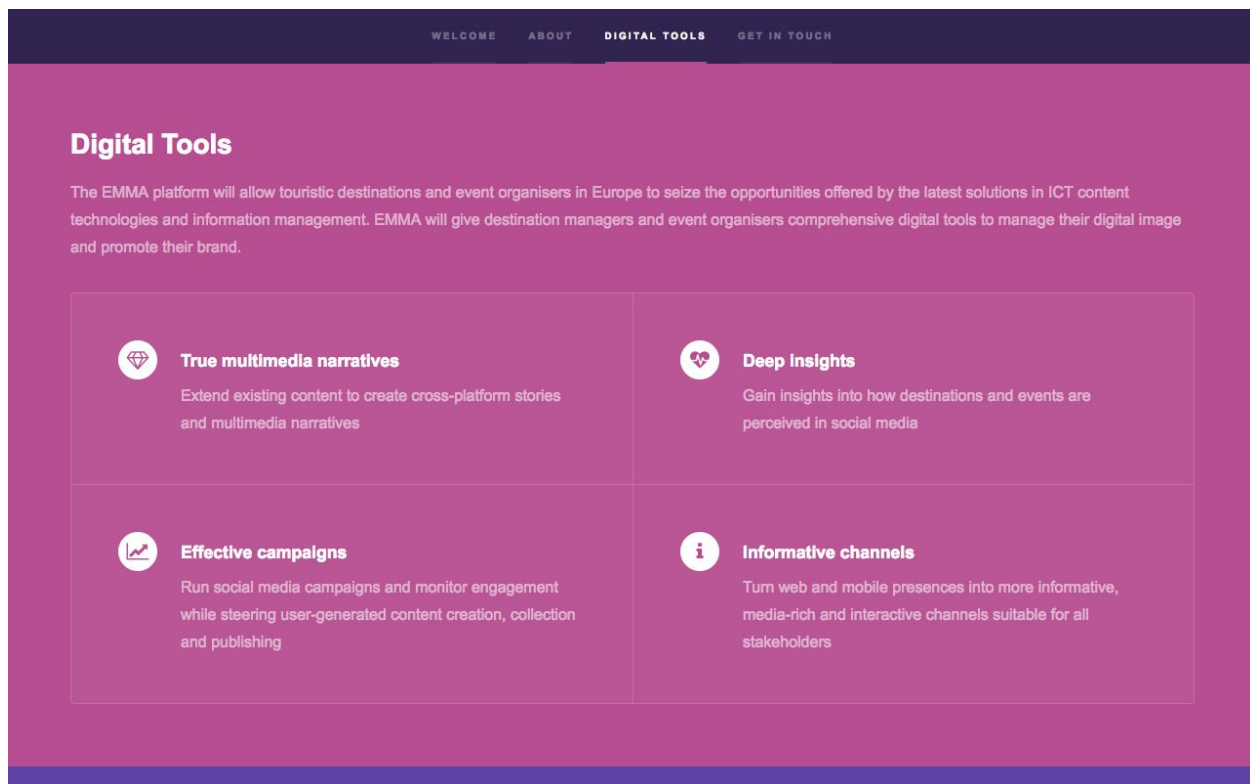 WELCOME ABOUT DIGITAL TOOLS GET IN TOUCH
Digital Tools
The EMMA platform will allow touristic destinations and event organisers in Europe to seize the opportunities offered by the latest solutions in ICT content
technologies and information management. EMMA will give destination managers and event organisers comprehensive digital tools to manage their digital image
and promote their brand.
True multimedia narratives
Extend existing content to create cross-platform stories
and multimedia narratives
Deep insights
Gain insights into how destinations and events are
perceived in social media
Effective campaigns
Run social media campaigns and monitor engagement
while steering user-generated content creation, collection
and publishing
Informative channels
Turn web and mobile presences into more informative,
media-rich and interactive channels suitable for all
stakeholders